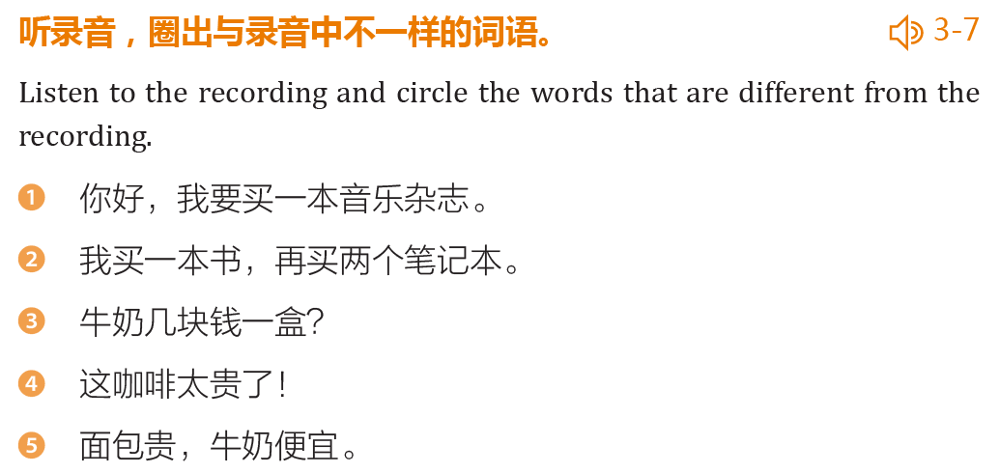 听录音，圈出与录音中不一样的词语。 3-7
Listen to the recording and circle the words that are different from the
recording.
1 你好，我要买一本音乐杂志。
2 我买一本书，再买两个笔记本。
3 牛奶几块钱一盒？
4 这咖啡太贵了！
5 面包贵，牛奶便宜。